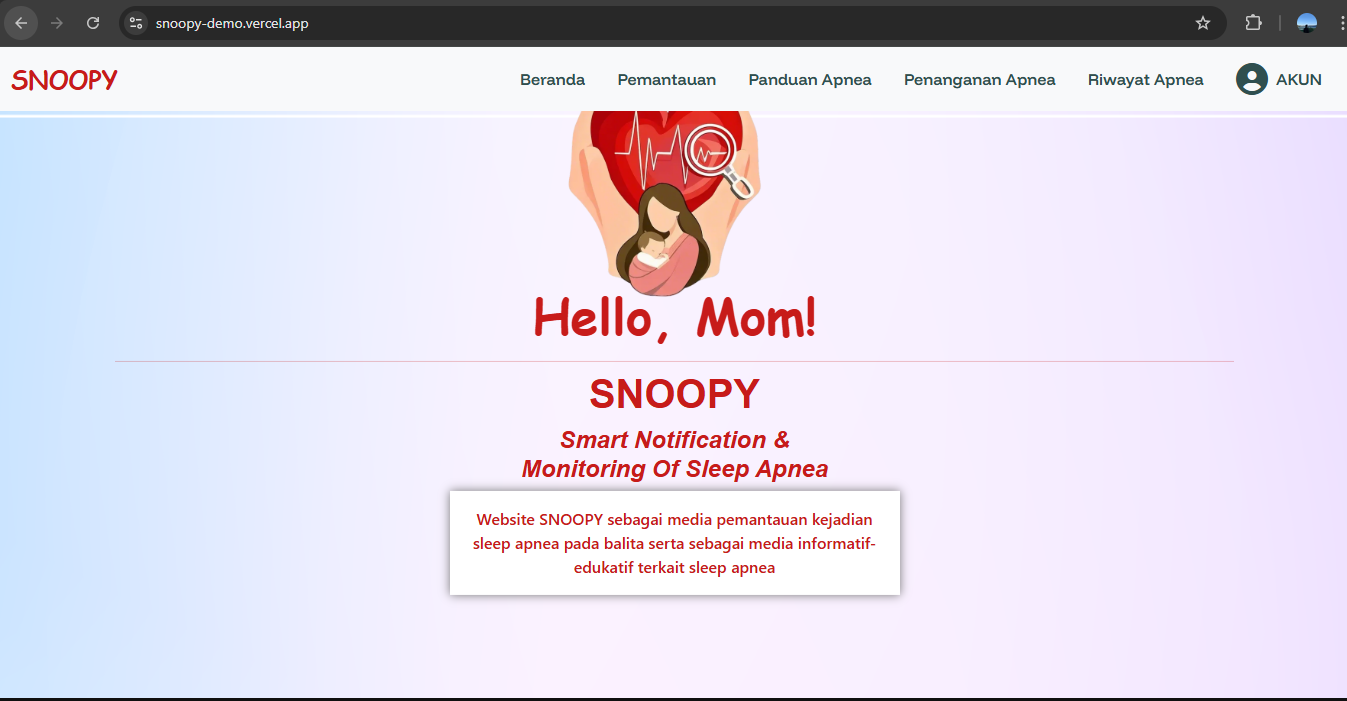 snoopy-demo.vercel.app
SNOOPY
Beranda
Pemantauan
Panduan Apnea
Penanganan Apnea
Riwayat Apnea
AKUN
Hello, Mom!
SNOOPY
Smart Notification &
Monitoring Of Sleep Apnea
Website SNOOPY sebagai media pemantauan kejadian
sleep apnea pada balita serta sebagai media informatif-
edukatif terkait sleep apnea